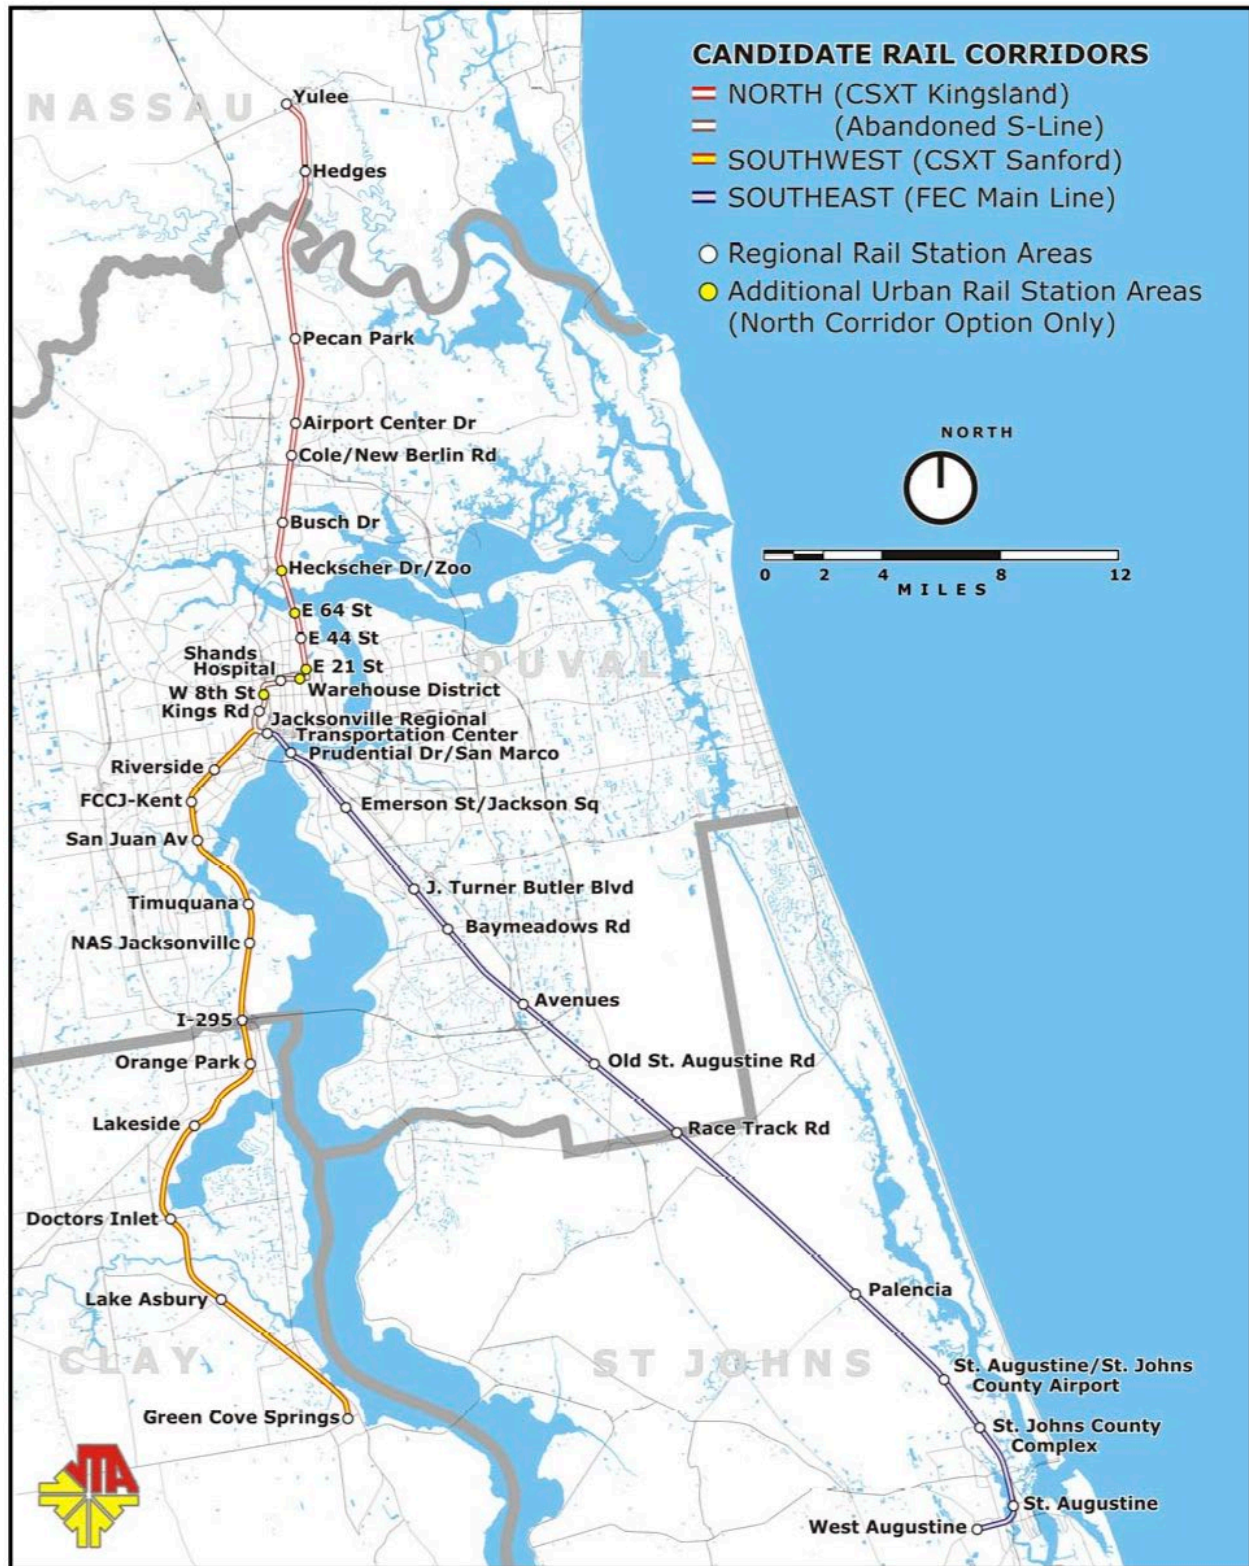 CANDIDATE RAIL CORRIDORS
NORTH (CSXT Kingsland)
(Abandoned S-Line)
SOUTHWEST (CSXT Sanford)
SOUTHEAST (FEC Main Line)
Regional Rail Station Areas
Additional Urban Rail Station Areas
(North Corridor Option Only)
NORTH
0 2 4 8 12
MILES
NASSAU
Yulee
Hedges
Pecan Park
Airport Center Dr
Cole/New Berlin Rd
Busch Dr
Heckscher Dr/Zoo
E 64 St
E 44 St
DUVAL
Shands
Hospital
E 21 St
Warehouse District
W 8th St
Kings Rd
Jacksonville Regional
Transportation Center
Prudential Dr/San Marco
Riverside
FCCJ-Kent
Emerson St/Jackson Sq
San Juan Av
J. Turner Butler Blvd
Timuquana
Baymeadows Rd
NAS Jacksonville
Avenues
I-295
Orange Park
Old St. Augustine Rd
Lakeside
Race Track Rd
Doctors Inlet
Lake Asbury
Palencia
CLAY
ST JOHNS
St. Augustine/St. Johns
County Airport
Green Cove Springs
St. Johns County
Complex
JTA
St. Augustine
West Augustine